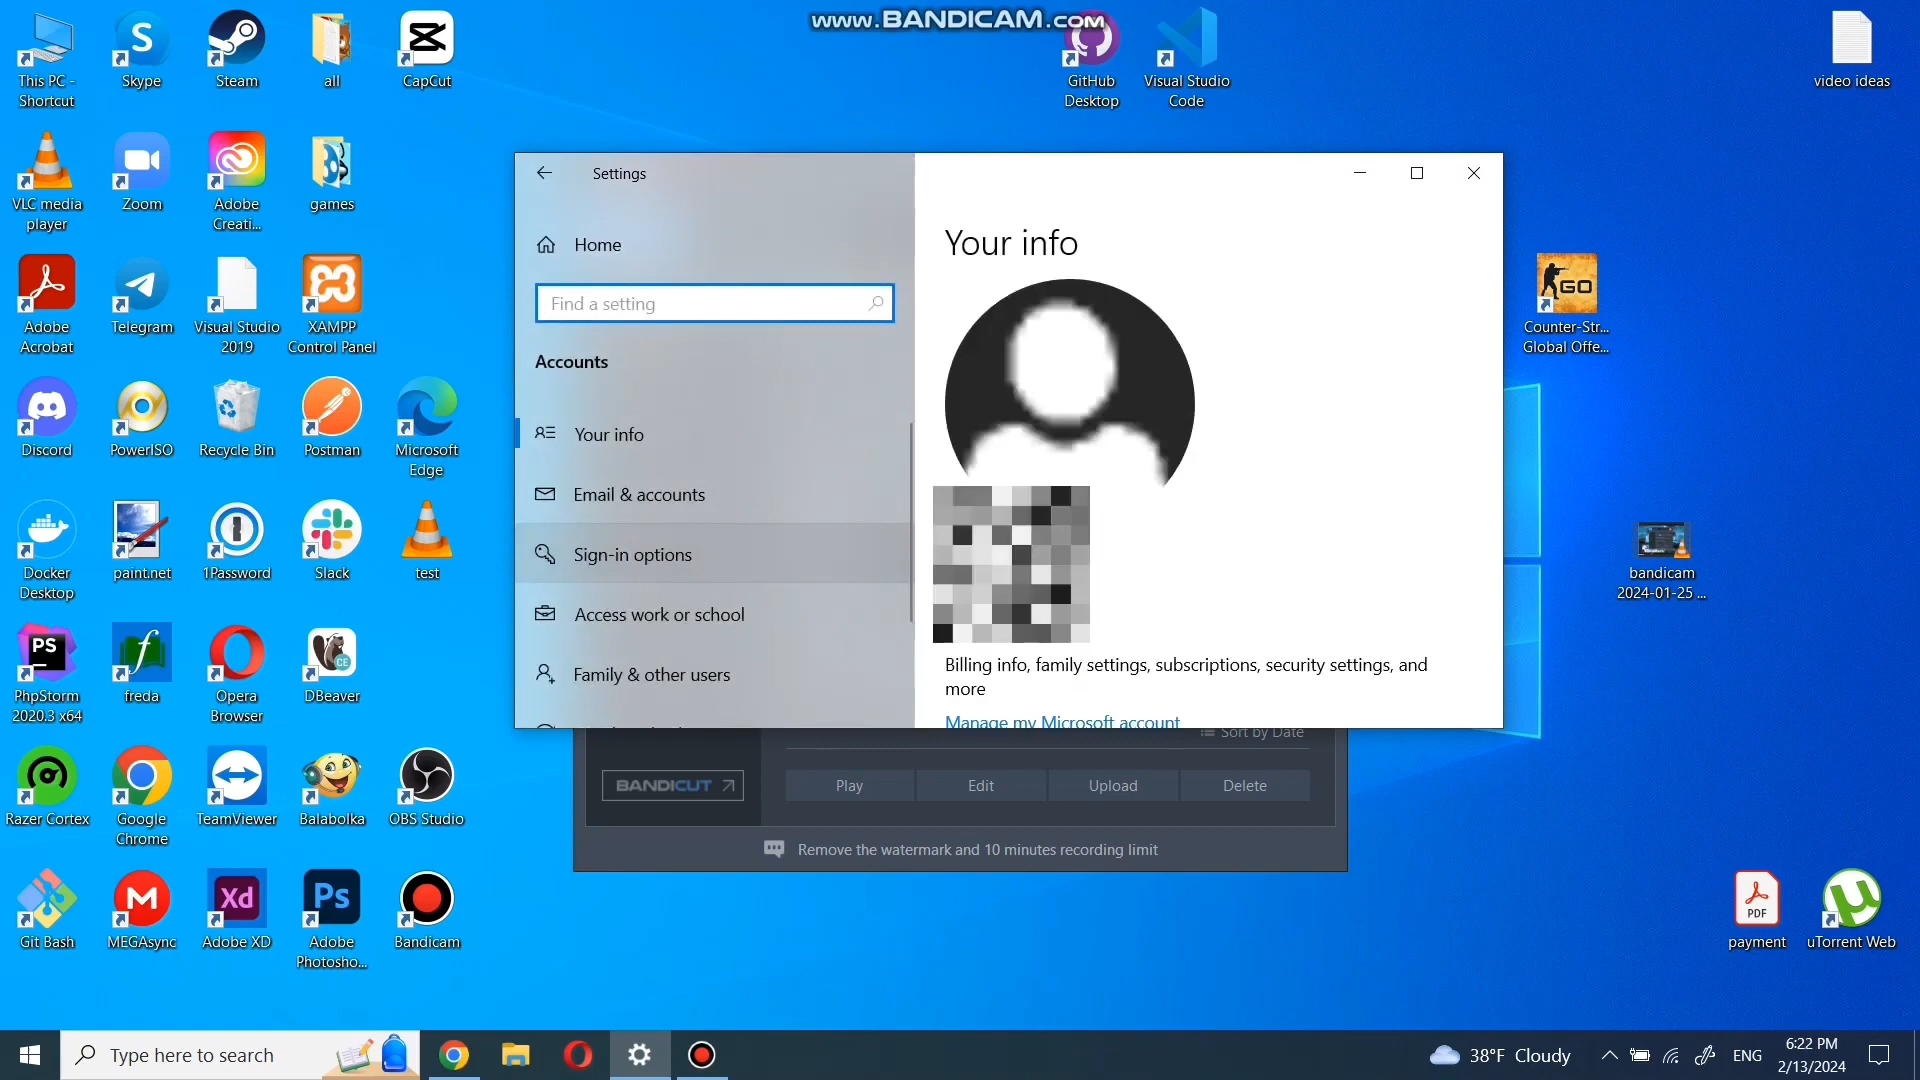 www.BANDICAM.com
This PC -
Shortcut
Skype
Steam
all
CapCut
GitHub
Desktop
Visual Studio
Code
video ideas
VLC media
player
Zoom
Adobe
Creati...
games
Adobe
Acrobat
Telegram
Visual Studio
2019
XAMPP
Control Panel
Discord
PowerISO
Recycle Bin
Postman
Microsoft
Edge
Docker
Desktop
paint.net
1Password
Slack
test
PhpStorm
2020.3 x64
freda
Opera
Browser
DBeaver
Razer Cortex
Google
Chrome
TeamViewer
Balabolka
OBS Studio
Git Bash
MEGAsync
Adobe XD
Adobe
Photosho...
Bandicam
Settings
Home
Find a setting
Accounts
Your info
Email & accounts
Sign-in options
Access work or school
Family & other users
Your info
Billing info, family settings, subscriptions, security settings, and
more
Manage my Microsoft account
Sort by Date
BANDICUT
Play
Edit
Upload
Delete
Remove the watermark and 10 minutes recording limit
GO
Counter-Str...
Global Offe...
bandicam
2024-01-25 ...
PDF
payment
uTorrent Web
Type here to search
38°F Cloudy
ENG
6:22 PM
2/13/2024